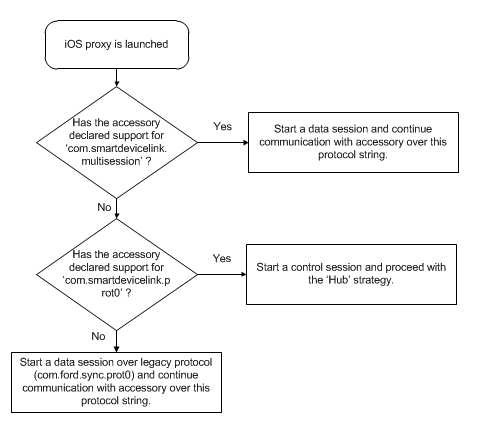 iOS proxy is launched
Has the accessory
declared support for
‘com.smartdevicelink.
multisession’ ?
Yes
Start a data session and continue
communication with accessory over this
protocol string.
No
Has the accessory
declared support for
‘com.smartdevicelink.p
rot0’ ?
Yes
Start a control session and proceed with
the ‘Hub’ strategy.
No
Start a data session over legacy protocol
(com.ford.sync.prot0) and continue
communication with accessory over this
protocol string.